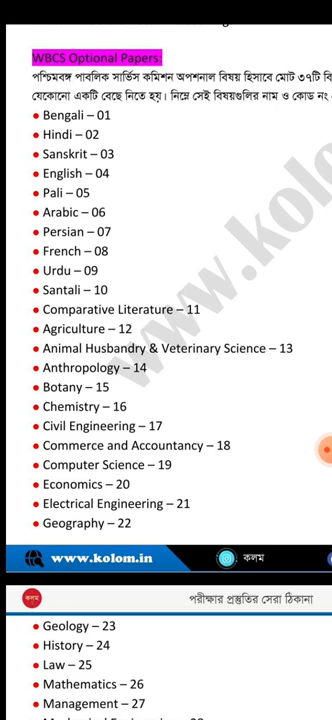 WBCS Optional Papers:
পশ্চিমবঙ্গ পাবলিক সার্ভিস কমিশন অপশনাল বিষয় হিসাবে মোট ৩৭টি বি
যেকোনো একটি বেছে নিতে হয়। নিম্নে সেই বিষয়গুলির নাম ও কোড নং
● Bengali – 01
● Hindi – 02
● Sanskrit – 03
● English – 04
● Pali – 05
● Arabic – 06
● Persian – 07
● French – 08
● Urdu – 09
● Santali – 10
● Comparative Literature – 11
● Agriculture – 12
● Animal Husbandry & Veterinary Science – 13
● Anthropology – 14
● Botany – 15
● Chemistry – 16
● Civil Engineering – 17
● Commerce and Accountancy – 18
● Computer Science – 19
● Economics – 20
● Electrical Engineering – 21
● Geography – 22
www.kolom.in
কলম
কলম
পরীক্ষার প্রস্তুতির সেরা ঠিকানা
● Geology – 23
● History – 24
● Law – 25
● Mathematics – 26
● Management – 27
www.kolo